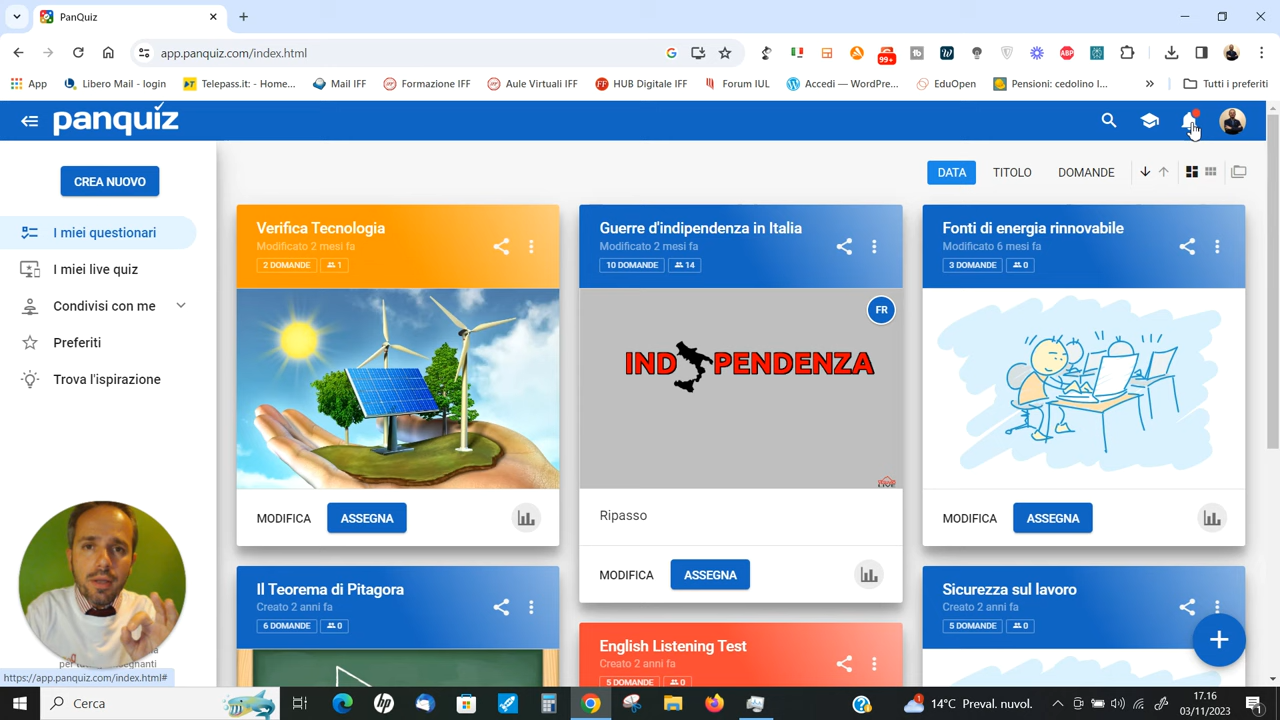 PanQuiz
app.panquiz.com/index.html
99+
tb
W
ABP
App
Libero Mail - login
Telepass.it: - Home...
Mail IFF
Formazione IFF
Aule Virtuali IFF
HUB Digitale IFF
Forum IUL
Accedi — WordPre...
EduOpen
Pensioni: cedolino l...
»
Tutti i preferiti
panquiz
CREA NUOVO
I miei questionari
I miei live quiz
Condivisi con me
Preferiti
Trova l'ispirazione
DATA
TITOLO
DOMANDE
Verifica Tecnologia
Modificato 2 mesi fa
2 DOMANDE
1
MODIFICA
ASSEGNA
Guerre d'indipendenza in Italia
Modificato 2 mesi fa
10 DOMANDE
14
FR
IND PENDENZA
Ripasso
MODIFICA
ASSEGNA
Fonti di energia rinnovabile
Modificato 6 mesi fa
3 DOMANDE
0
MODIFICA
ASSEGNA
Il Teorema di Pitagora
Creato 2 anni fa
6 DOMANDE
0
English Listening Test
Creato 2 anni fa
5 DOMANDE
0
Sicurezza sul lavoro
Creato 2 anni fa
5 DOMANDE
0
https://app.panquiz.com/index.html#
Cerca
hp
14°C Preval. nuvol.
17.16
03/11/2023